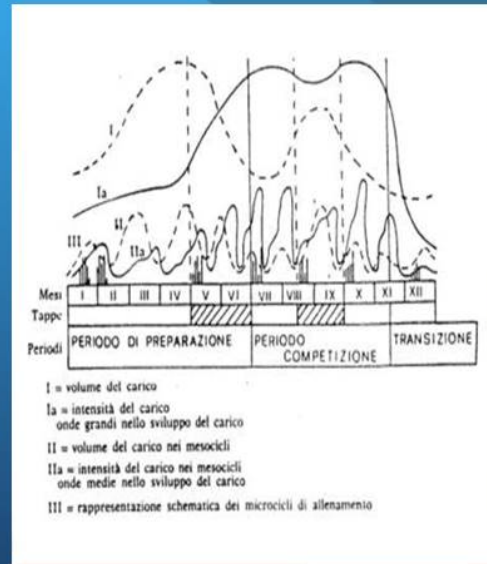 I
Ia
II
IIa
III
Mesi I II III IV V VI VII VIII IX X XI XII
Tappe
Periodi PERIODO DI PREPARAZIONE PERIODO COMPETIZIONE TRANSIZIONE
I = volume del carico
Ia = intensità del carico
onde grandi nello sviluppo del carico
II = volume del carico nei mesocicli
IIa = intensità del carico nei mesocicli
onde medie nello sviluppo del carico
III = rappresentazione schematica dei microcicli di allenamento